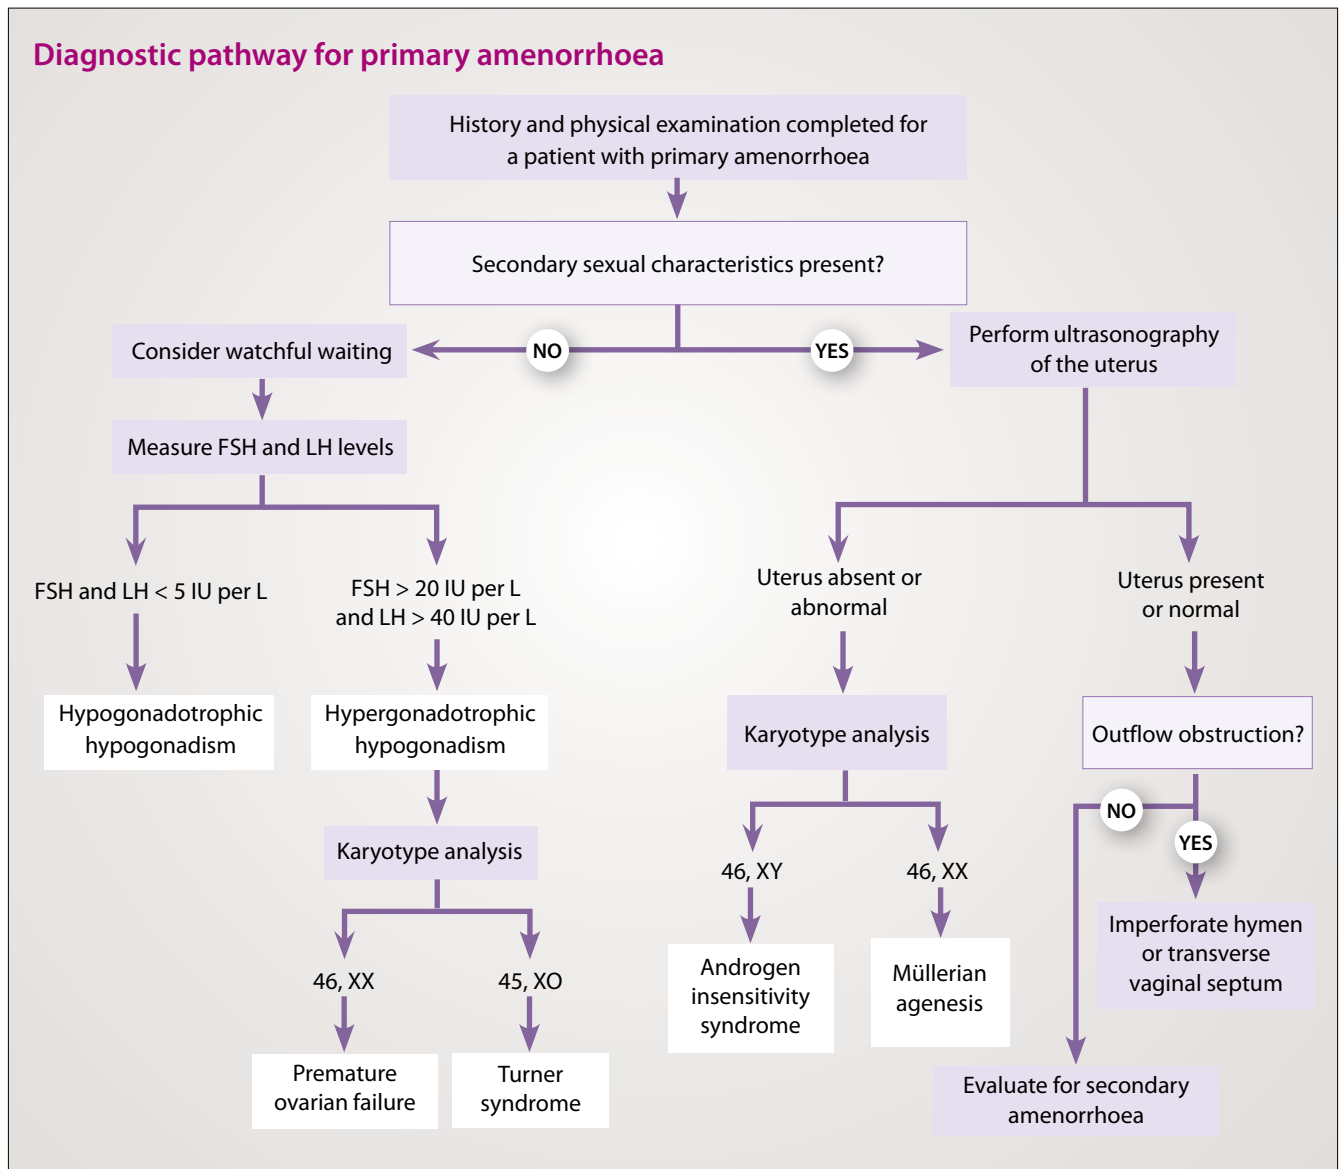 Diagnostic pathway for primary amenorrhoea
History and physical examination completed for
a patient with primary amenorrhoea
Secondary sexual characteristics present?
NO
YES
Consider watchful waiting
Perform ultrasonography
of the uterus
Measure FSH and LH levels
FSH and LH < 5 IU per L
FSH > 20 IU per L
and LH > 40 IU per L
Uterus absent or
abnormal
Uterus present
or normal
Hypogonadotrophic
hypogonadism
Hypergonadotrophic
hypogonadism
Karyotype analysis
Outflow obstruction?
NO
YES
Karyotype analysis
46, XY
46, XX
Imperforate hymen
or transverse
vaginal septum
Androgen
insensitivity
syndrome
Müllerian
agenesis
46, XX
45, XO
Premature
ovarian failure
Turner
syndrome
Evaluate for secondary
amenorrhoea